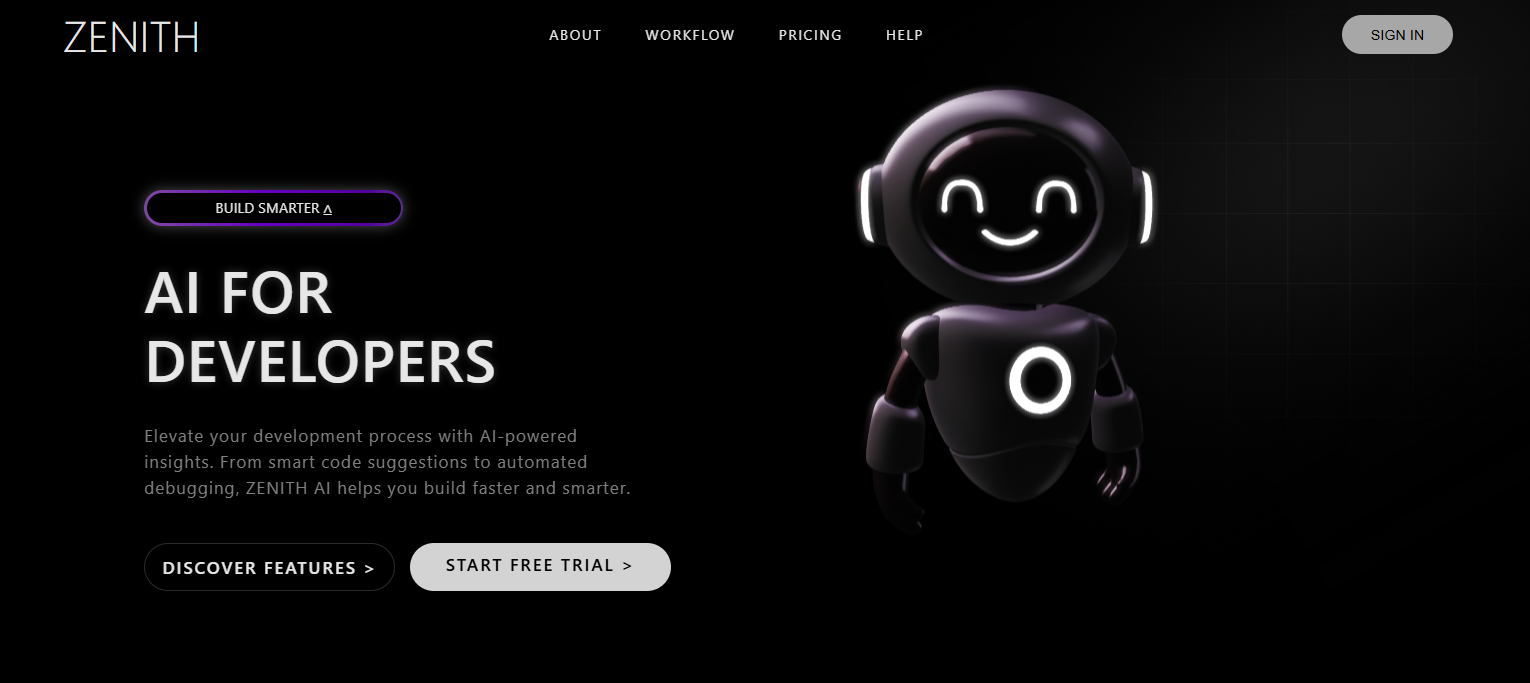 ZENITH
ABOUT WORKFLOW PRICING HELP
SIGN IN
BUILD SMARTER Δ
AI FOR
DEVELOPERS
Elevate your development process with AI-powered
insights. From smart code suggestions to automated
debugging, ZENITH AI helps you build faster and smarter.
DISCOVER FEATURES >
START FREE TRIAL >